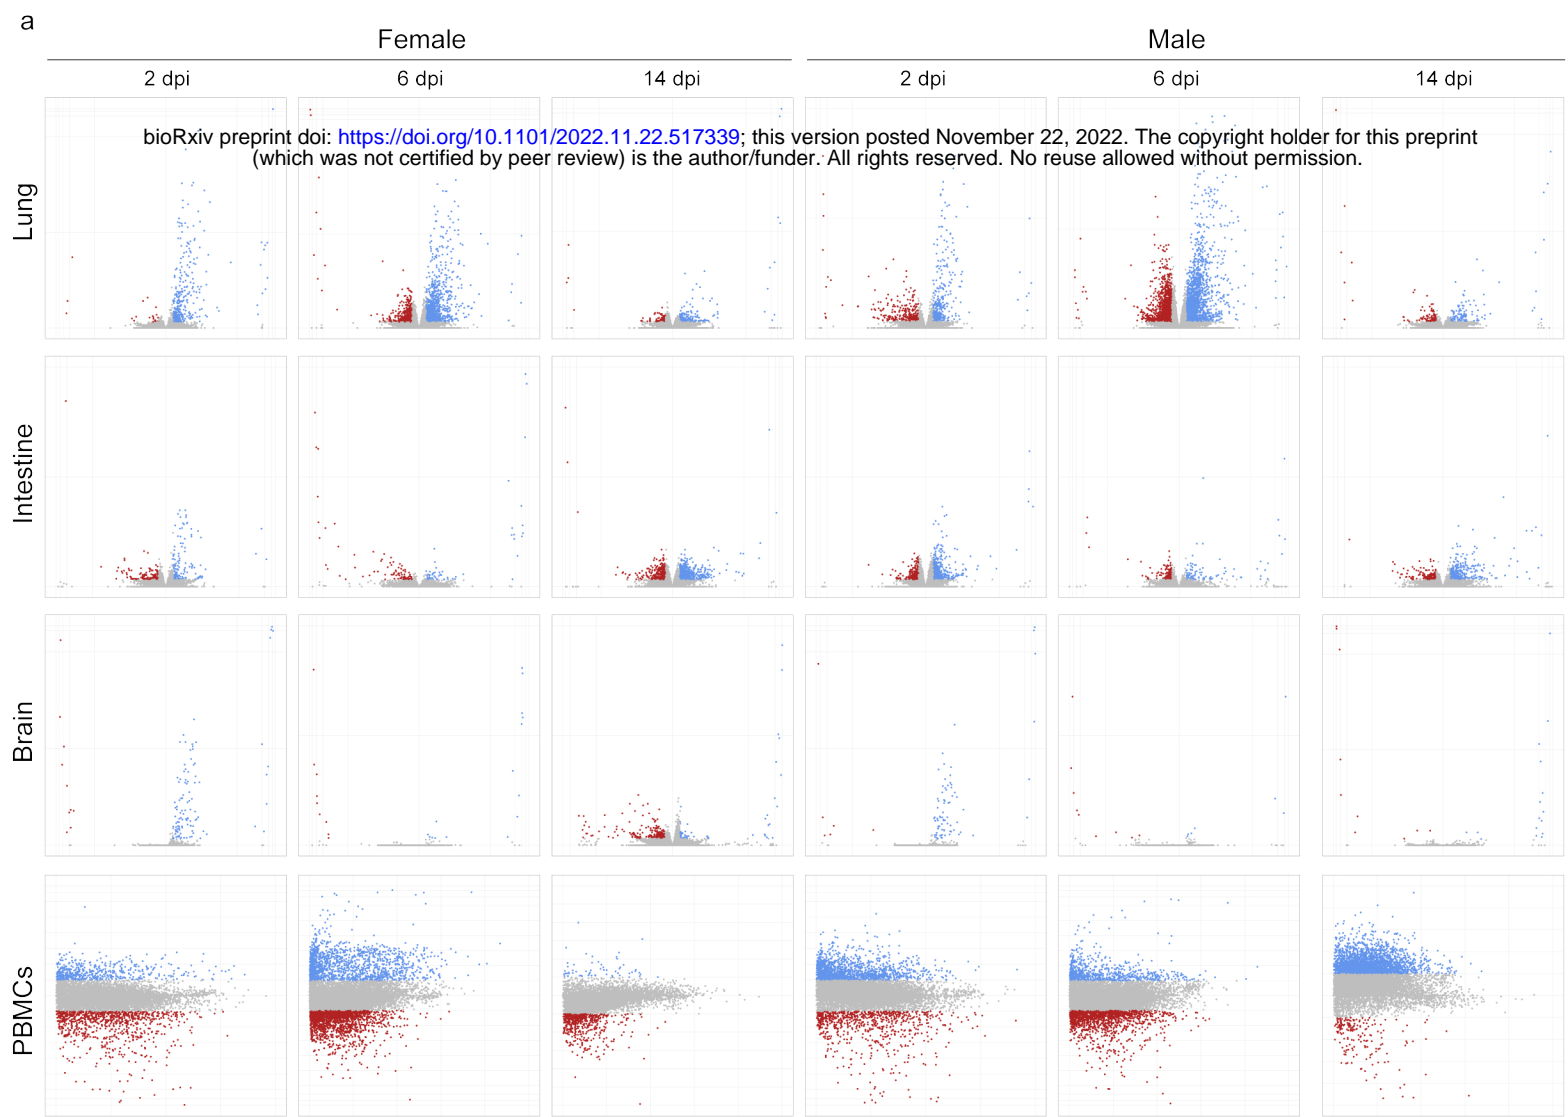 a
Female Male
2 dpi 6 dpi 14 dpi 2 dpi 6 dpi 14 dpi
bioRxiv preprint doi: https://doi.org/10.1101/2022.11.22.517339; this version posted November 22, 2022. The copyright holder for this preprint
(which was not certified by peer review) is the author/funder. All rights reserved. No reuse allowed without permission.
Lung
Intestine
Brain
PBMCs